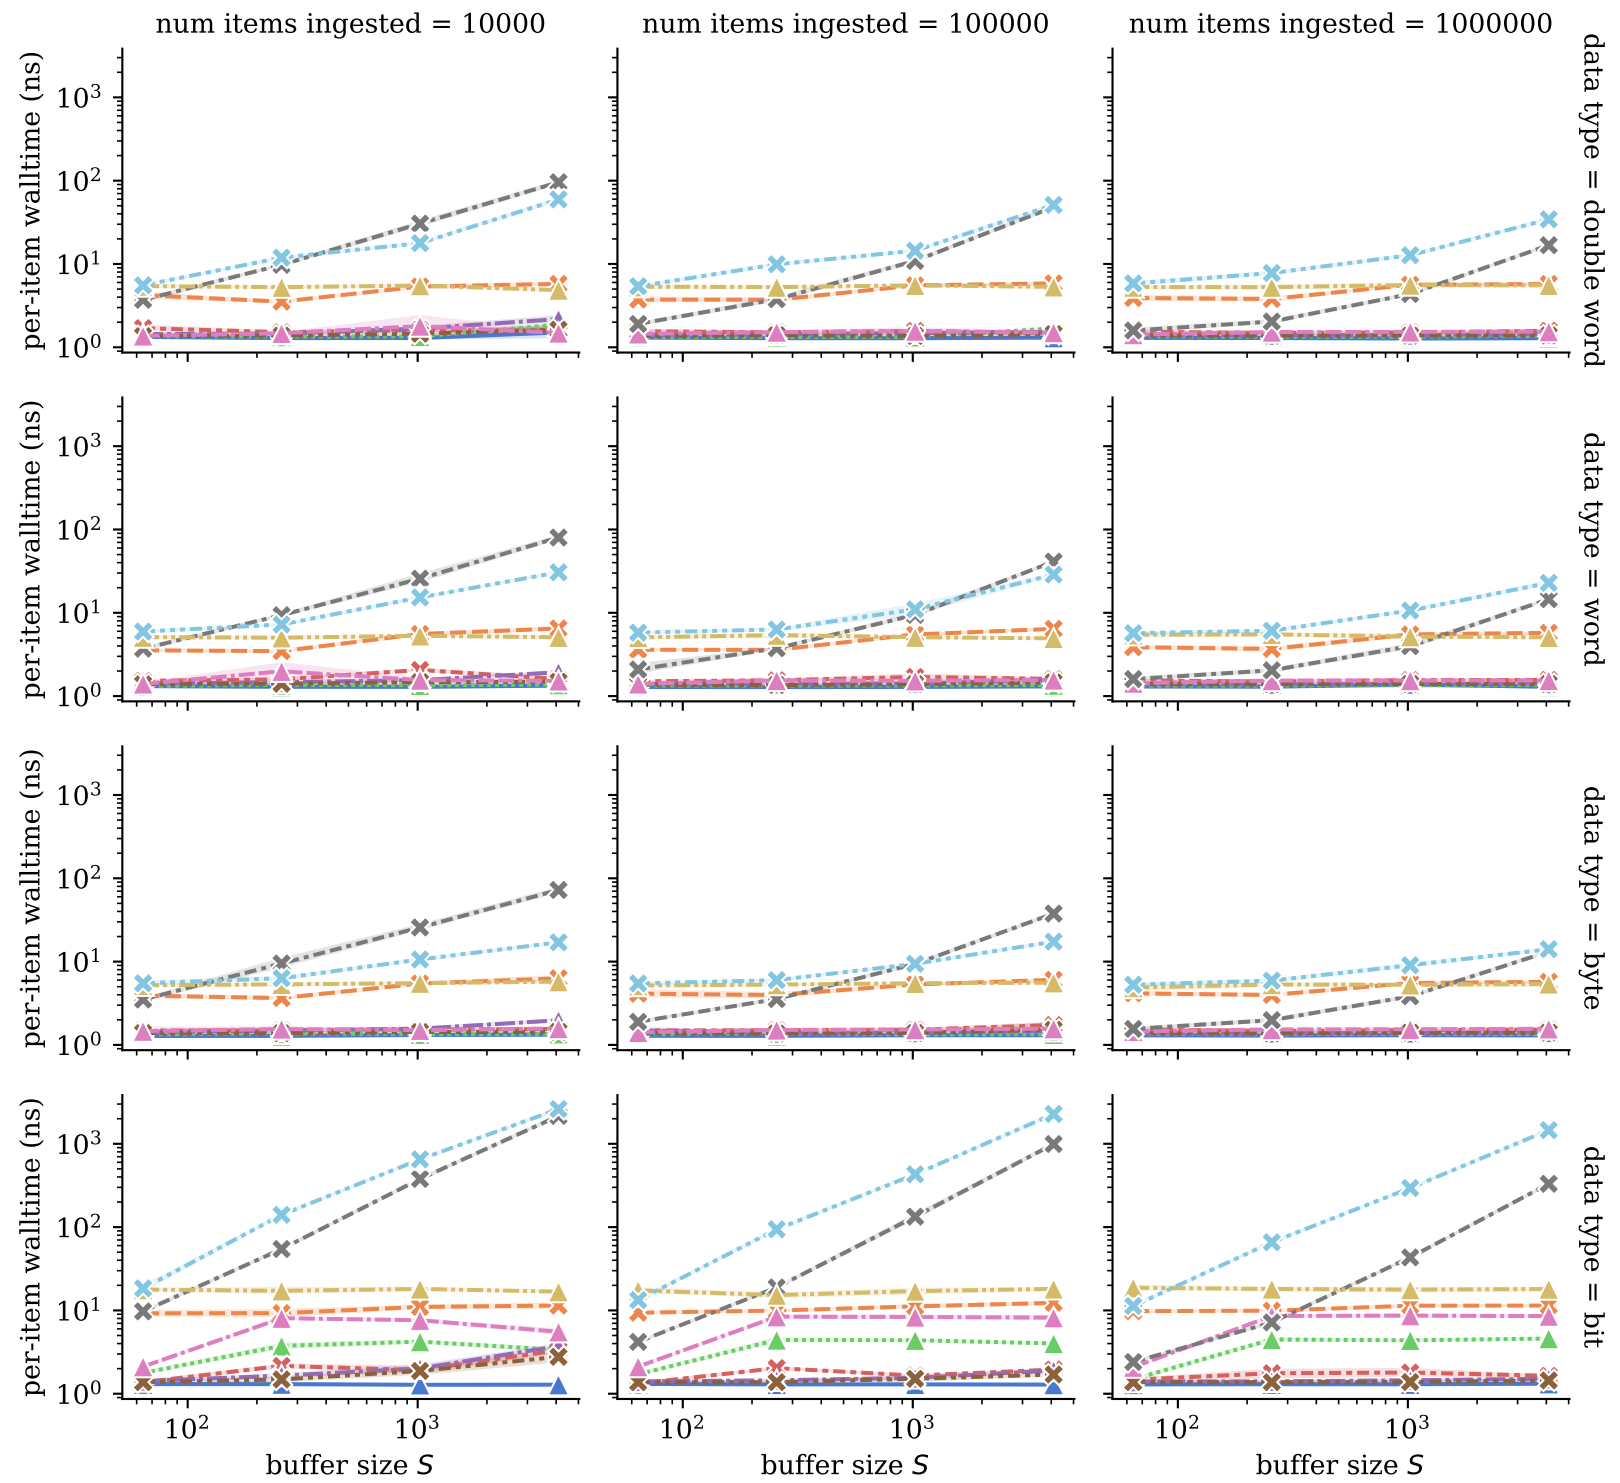 num items ingested = 10000
num items ingested = 100000
num items ingested = 1000000
per-item walltime (ns)
10³
10²
10¹
10⁰
data type = double word
per-item walltime (ns)
10³
10²
10¹
10⁰
data type = word
per-item walltime (ns)
10³
10²
10¹
10⁰
data type = byte
per-item walltime (ns)
10³
10²
10¹
10⁰
data type = bit
10² 10³
10² 10³
10² 10³
buffer size S
buffer size S
buffer size S